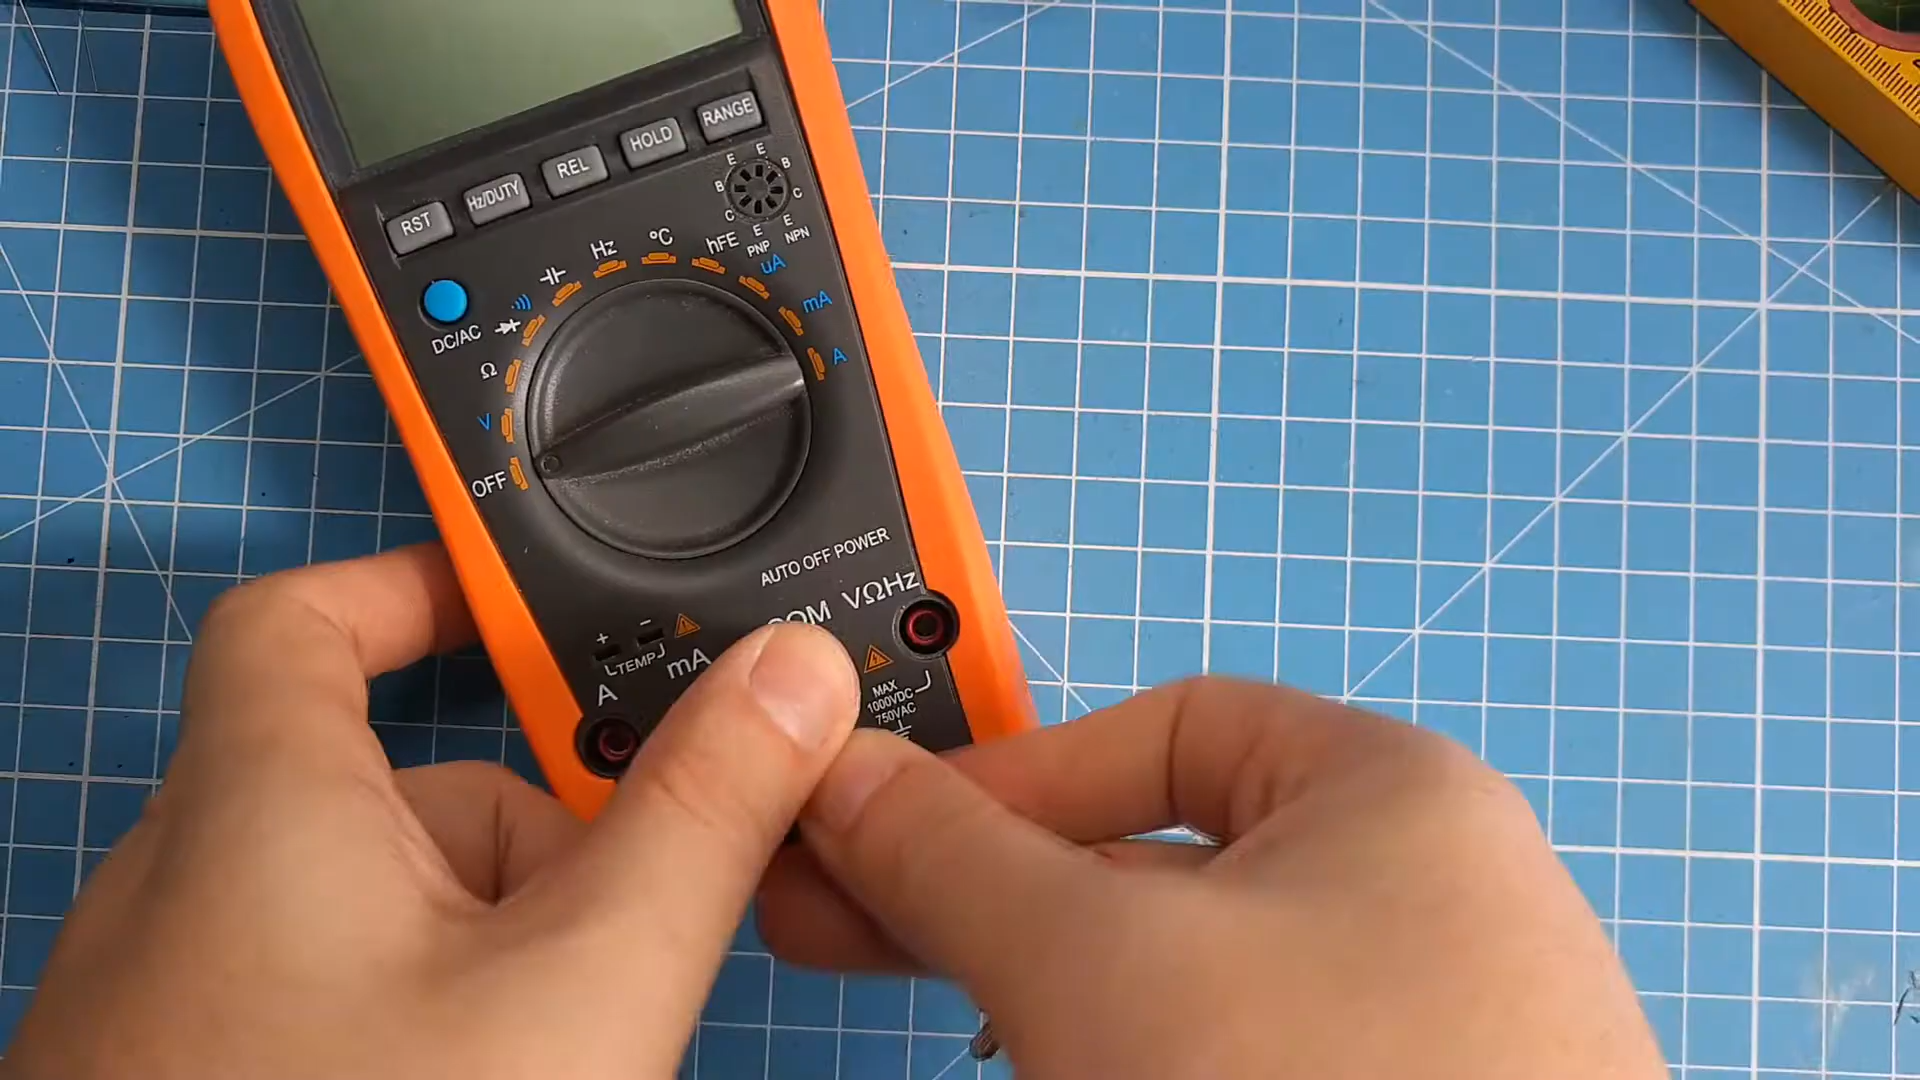 RST Hz/DUTY REL HOLD RANGE
E E B
B C
C E E
PNP NPN
DC/AC
OFF
V
Ω
Hz
°C
hFE
uA
mA
A
AUTO OFF POWER
COM VΩHz
+ −
TEMP
A mA
MAX
1000VDC
750VAC